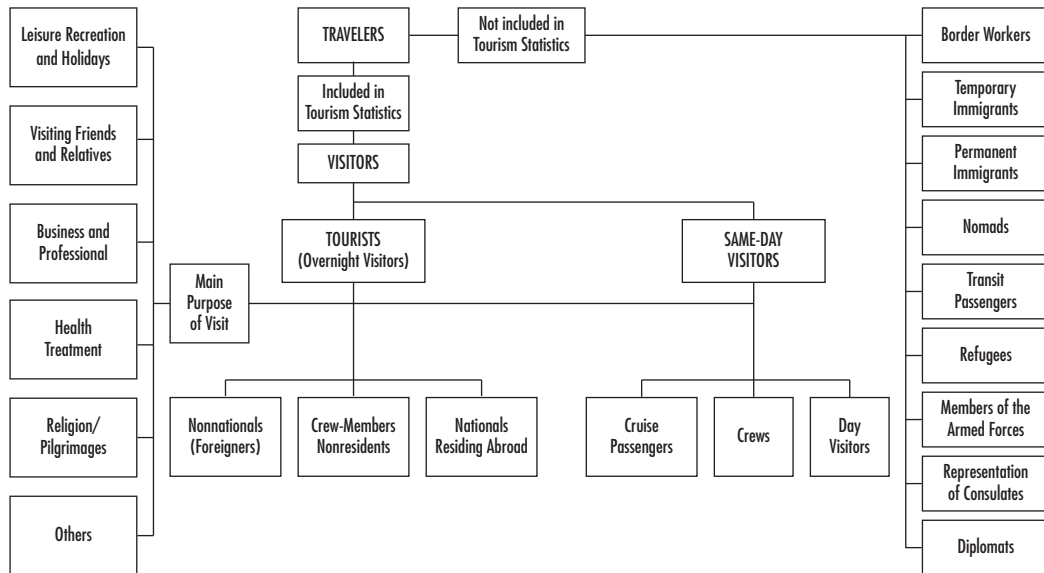 Leisure Recreation
and Holidays
Visiting Friends
and Relatives
Business and
Professional
Health
Treatment
Religion/
Pilgrimages
Others
Main
Purpose
of Visit
TRAVELERS
Not included in
Tourism Statistics
Included in
Tourism Statistics
VISITORS
TOURISTS
(Overnight Visitors)
SAME-DAY
VISITORS
Nonnationals
(Foreigners)
Crew-Members
Nonresidents
Nationals
Residing Abroad
Cruise
Passengers
Crews
Day
Visitors
Border Workers
Temporary
Immigrants
Permanent
Immigrants
Nomads
Transit
Passengers
Refugees
Members of the
Armed Forces
Representation
of Consulates
Diplomats